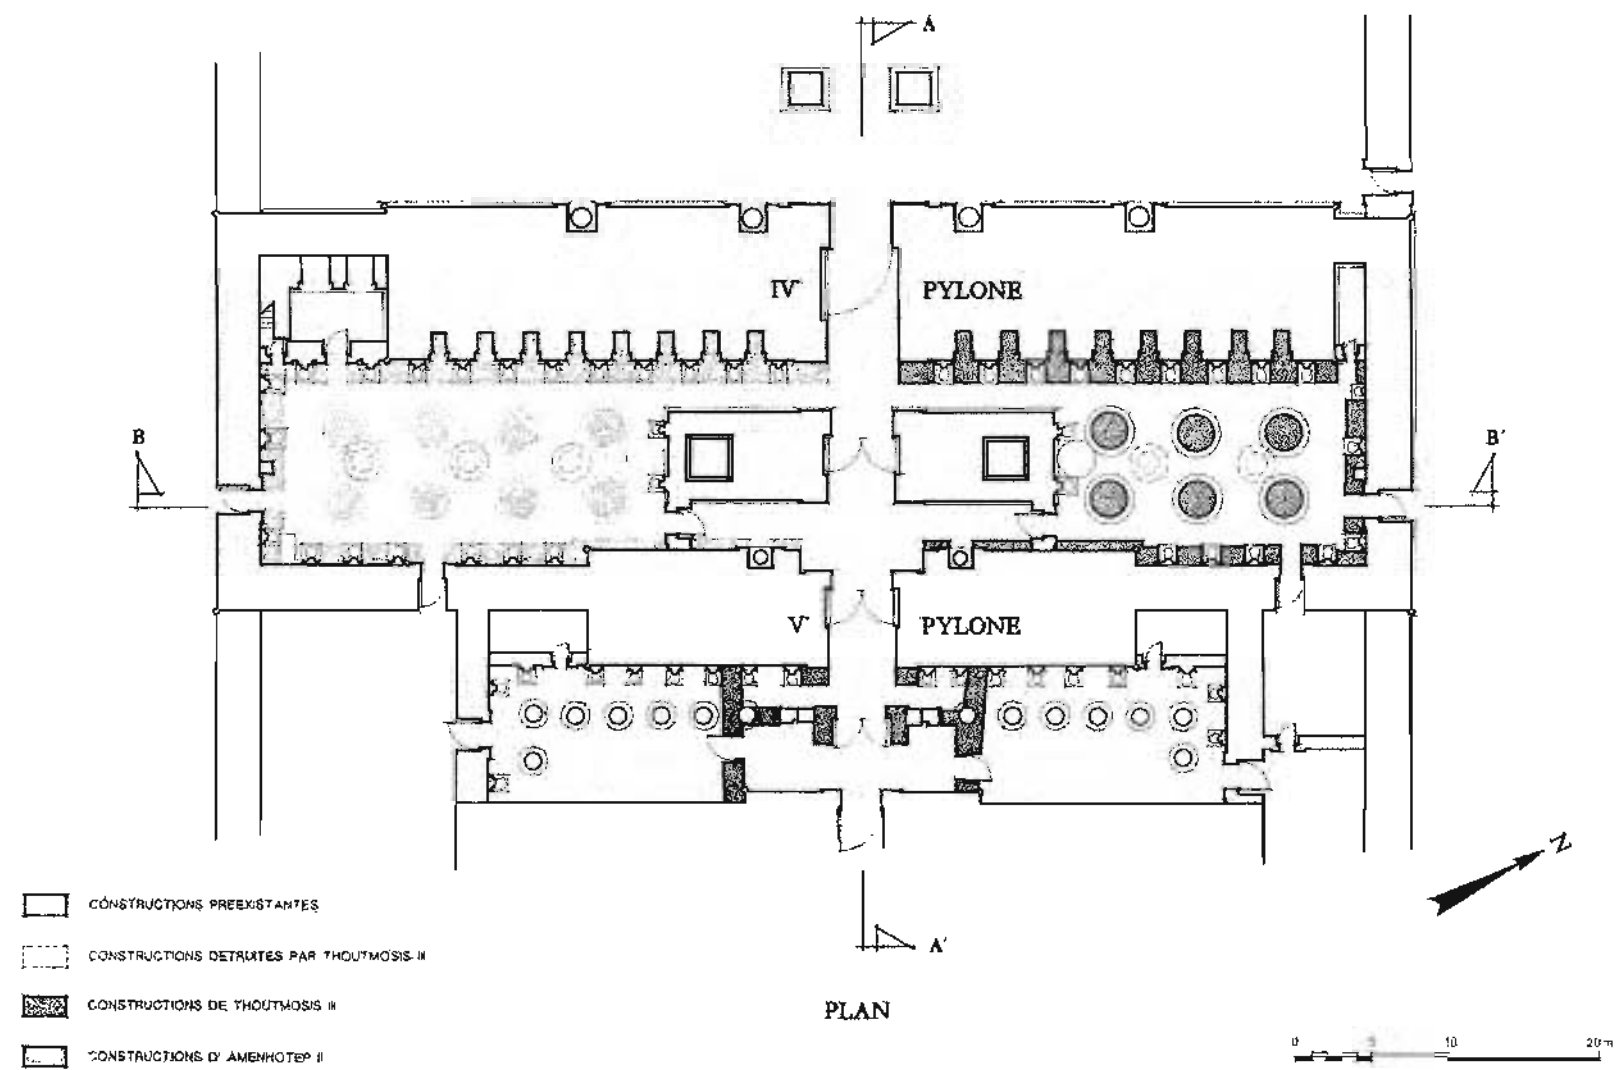 A
IV˙ PYLONE
B
B'
V˙ PYLONE
N
CONSTRUCTIONS PREEXISTANTES
CONSTRUCTIONS DETRUITES PAR THOUTMOSIS III
CONSTRUCTIONS DE THOUTMOSIS III
CONSTRUCTIONS D' AMENHOTEP II
A'
PLAN
0 5 10 20 m